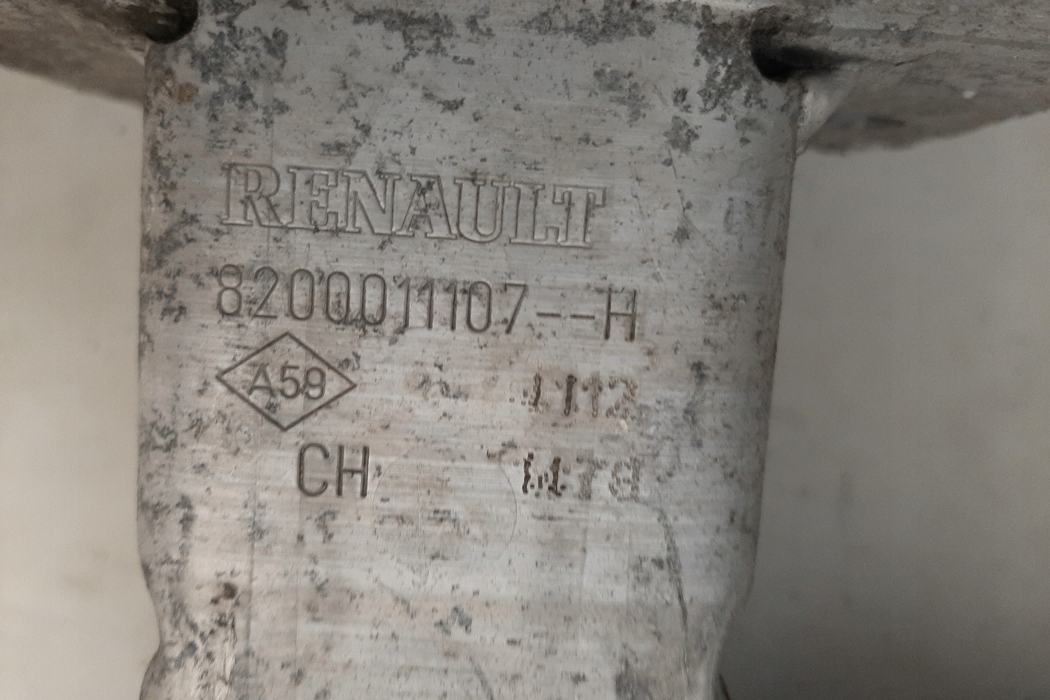 RENAULT
8200011107--H
A59
CH